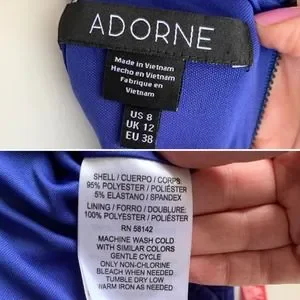 ADORNE
Made in Vietnam
Hecho en Vietnam
Fabrique en
Vietnam
US 8
UK 12
EU 38
SHELL / CUERPO / CORPS
95% POLYESTER / POLIÉSTER
5% ELASTANE / SPANDEX
LINING / FORRO / DOUBLURE:
100% POLYESTER / POLIÉSTER
RN 58142
MACHINE WASH COLD
WITH SIMILAR COLORS
GENTLE CYCLE
ONLY NON-CHLORINE
BLEACH WHEN NEEDED
TUMBLE DRY LOW
WARM IRON AS NEEDED